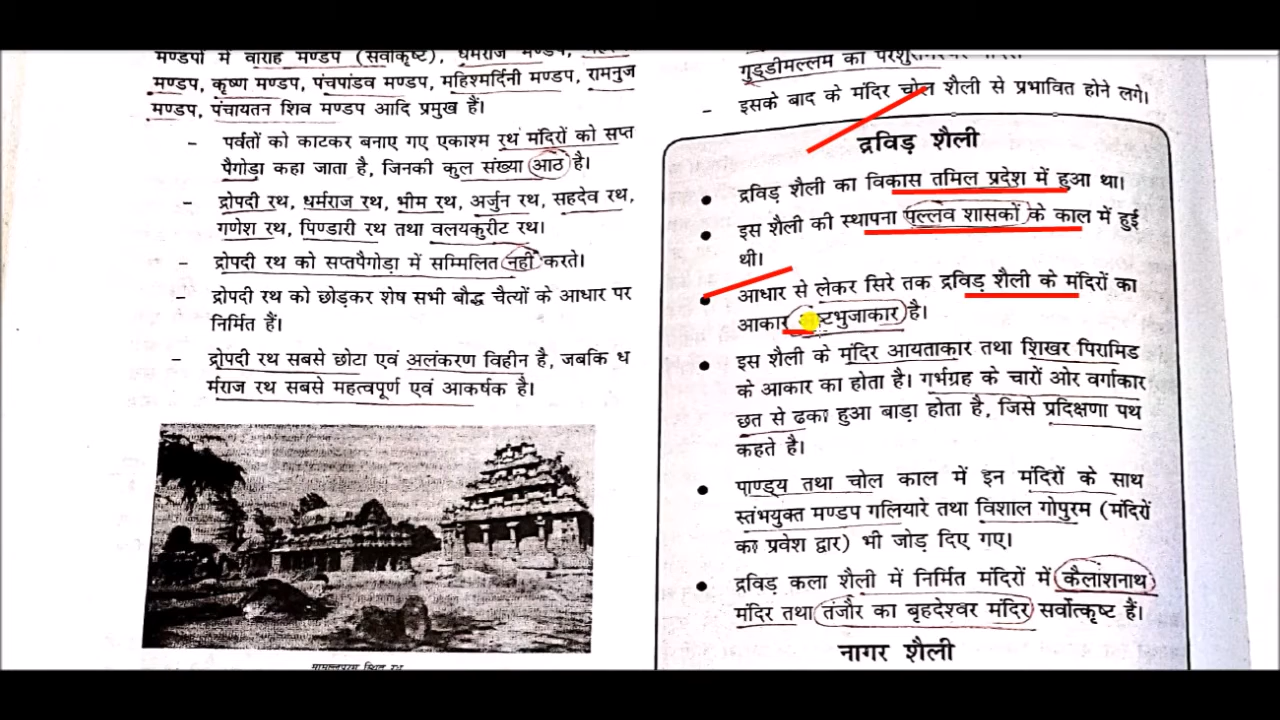 मण्डपों में वाराह मण्डप (सर्वोकृष्ट), धर्मराज मण्डप,
मण्डप, कृष्ण मण्डप, पंचपांडव मण्डप, महिश्मर्दिनी मण्डप, रामनुज
मण्डप, पंचायतन शिव मण्डप आदि प्रमुख हैं।
– पर्वतों को काटकर बनाए गए एकाश्म रथ मंदिरों को सप्त
पैगोड़ा कहा जाता है, जिनकी कुल संख्या आठ है।
– द्रोपदी रथ, धर्मराज रथ, भीम रथ, अर्जुन रथ, सहदेव रथ,
गणेश रथ, पिण्डारी रथ तथा वलयकुरीट रथ।
– द्रोपदी रथ को सप्तपैगोड़ा में सम्मिलित नही करते।
– द्रोपदी रथ को छोड़कर शेष सभी बौद्ध चैत्यों के आधार पर
निर्मित हैं।
– द्रोपदी रथ सबसे छोटा एवं अलंकरण विहीन है, जबकि ध
र्मराज रथ सबसे महत्वपूर्ण एवं आकर्षक है।
मामल्लपुरम स्थित रथ
गुड्डीमल्लम का
– इसके बाद के मंदिर चोल शैली से प्रभावित होने लगे।
द्रविड़ शैली
• द्रविड़ शैली का विकास तमिल प्रदेश में हुआ था।
• इस शैली की स्थापना पल्लव शासकों के काल में हुई
थी।
• आधार से लेकर सिरे तक द्रविड़ शैली के मंदिरों का
आकार है।
• इस शैली के मंदिर आयताकार तथा शिखर पिरामिड
के आकार का होता है। गर्भग्रह के चारों ओर वर्गाकार
छत से ढका हुआ बाड़ा होता है, जिसे प्रदिक्षणा पथ
कहते है।
• पाण्ड्य तथा चोल काल में इन मंदिरों के साथ
स्तंभयुक्त मण्डप गलियारे तथा विशाल गोपुरम (मंदिरों
का प्रवेश द्वार) भी जोड़ दिए गए।
• द्रविड़ कला शैली में निर्मित मंदिरों में कैलाशनाथ
मंदिर तथा तंजौर का बृहदेश्वर मंदिर सर्वोत्कृष्ट हैं।
नागर शैली